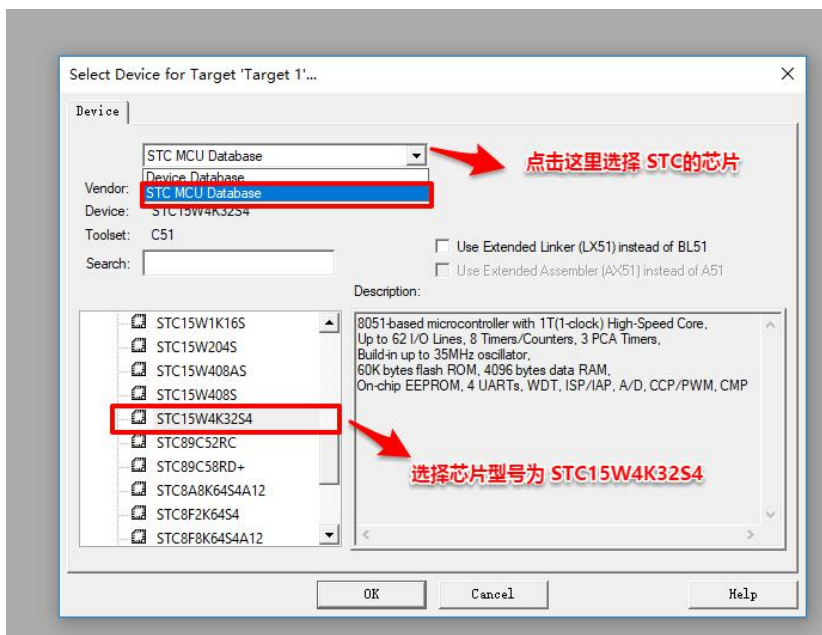 Select Device for Target 'Target 1'...
Device
STC MCU Database
点击这里选择 STC的芯片
Device Database
Vendor:
STC MCU Database
Device: STC15W4K32S4
Toolset: C51
Search:
Use Extended Linker (LX51) instead of BL51
Use Extended Assembler (AX51) instead of A51
Description:
STC15W1K16S
STC15W204S
STC15W408AS
STC15W408S
STC15W4K32S4
STC89C52RC
STC89C58RD+
STC8A8K64S4A12
STC8F2K64S4
STC8F8K64S4A12
8051-based microcontroller with 1T(1-clock) High-Speed Core,
Up to 62 I/O Lines, 8 Timers/Counters, 3 PCA Timers,
Build-in up to 35MHz oscillator,
60K bytes flash ROM, 4096 bytes data RAM,
On-chip EEPROM, 4 UARTs, WDT, ISP/IAP, A/D, CCP/PWM, CMP
选择芯片型号为 STC15W4K32S4
OK
Cancel
Help